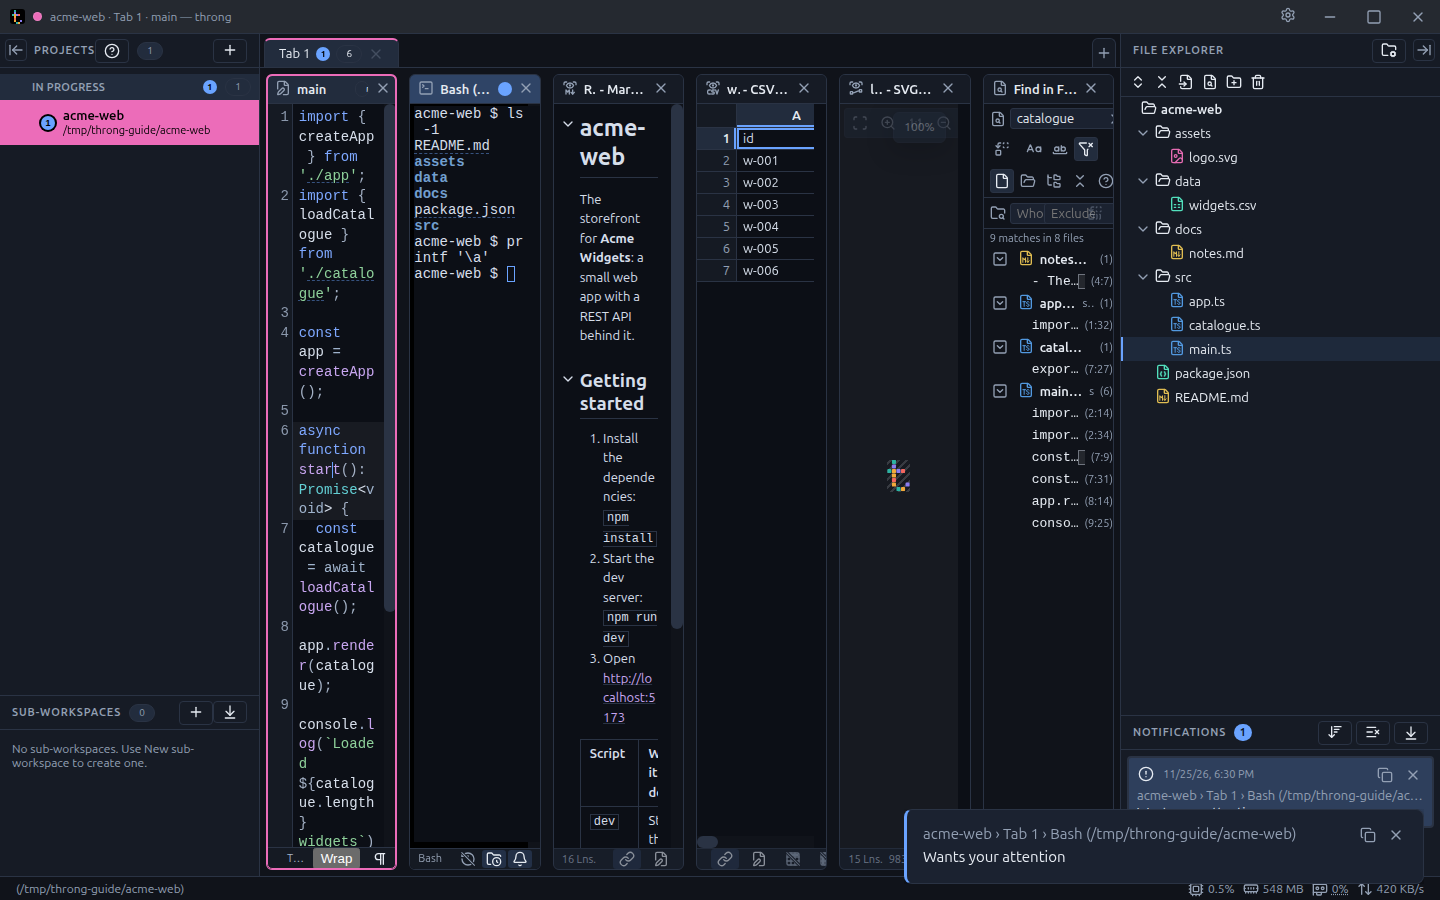 acme-web · Tab 1 · main — throng
PROJECTS
1
Tab 1
1
6
FILE EXPLORER
IN PROGRESS
1
1
1
acme-web
/tmp/throng-guide/acme-web
main
1
import {
createApp
} from
'./app';
2
import {
loadCatal
ogue }
from
'./catalo
gue';
3
4
const
app =
createApp
();
5
6
async
function
start():
Promise<v
oid> {
7
const
catalogue
= await
loadCatal
ogue();
8
app.rende
r(catalog
ue);
9
console.l
og(`Loade
d
${catalog
ue.length
}
widgets`)
T...
Wrap
Bash (...
acme-web $ ls
-1
README.md
assets
data
docs
package.json
src
acme-web $ pr
intf '\a'
acme-web $
Bash
R. - Mar...
acme-
web
The
storefront
for Acme
Widgets: a
small web
app with a
REST API
behind it.
Getting
started
1. Install
the
depende
ncies:
npm
install
2. Start the
dev
server:
npm run
dev
3. Open
http://lo
calhost:5
173
Script
dev
16 Lns.
w. - CSV...
A
1 id
2 w-001
3 w-002
4 w-003
5 w-004
6 w-005
7 w-006
l.. - SVG...
100%
15 Lns.
Find in F...
catalogue
Aa
ab
Who
Exclud
9 matches in 8 files
notes... (1)
- The... (4:7)
app... s.. (1)
impor... (1:32)
catal... (1)
expor... (7:27)
main... s (6)
impor... (2:14)
impor... (2:34)
const... (7:9)
const... (7:31)
app.r... (8:14)
conso... (9:25)
acme-web
assets
logo.svg
data
widgets.csv
docs
notes.md
src
app.ts
catalogue.ts
main.ts
package.json
README.md
SUB-WORKSPACES
0
No sub-workspaces. Use New sub-
workspace to create one.
NOTIFICATIONS
1
11/25/26, 6:30 PM
acme-web › Tab 1 › Bash (/tmp/throng-guide/ac...
acme-web › Tab 1 › Bash (/tmp/throng-guide/acme-web)
Wants your attention
(/tmp/throng-guide/acme-web)
0.5%
548 MB
0%
420 KB/s